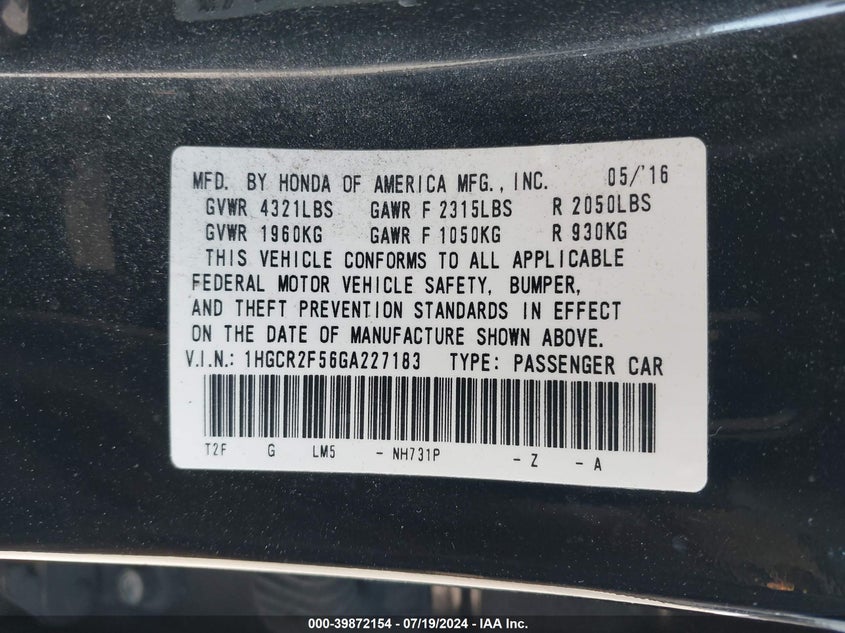 MFD. BY HONDA OF AMERICA MFG., INC. 05/'16
GVWR 4321LBS GAWR F 2315LBS R 2050LBS
GVWR 1960KG GAWR F 1050KG R 930KG
THIS VEHICLE CONFORMS TO ALL APPLICABLE
FEDERAL MOTOR VEHICLE SAFETY, BUMPER,
AND THEFT PREVENTION STANDARDS IN EFFECT
ON THE DATE OF MANUFACTURE SHOWN ABOVE.
V.I.N.: 1HGCR2F56GA227183 TYPE: PASSENGER CAR
T2F G LM5 - NH731P - Z - A
000-39872154 - 07/19/2024 - IAA Inc.